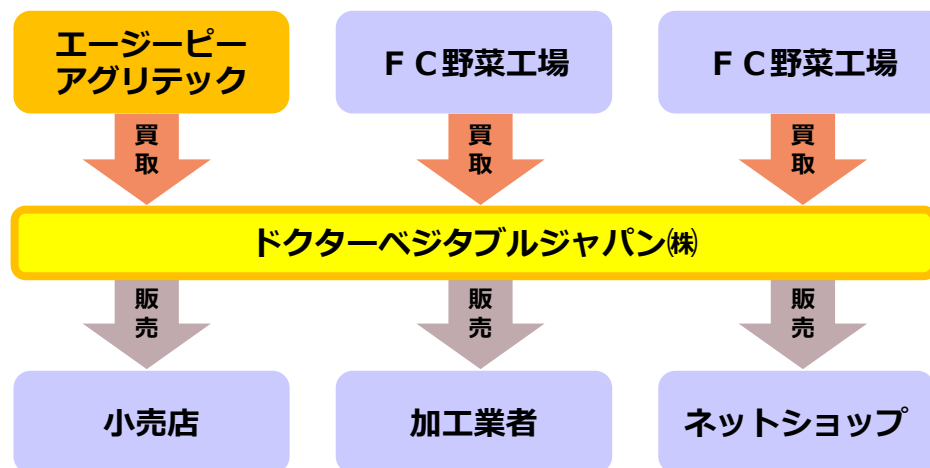 エージーピー
アグリテック
ＦＣ野菜工場
ＦＣ野菜工場
買
取
買
取
買
取
ドクターベジタブルジャパン㈱
販
売
販
売
販
売
小売店
加工業者
ネットショップ